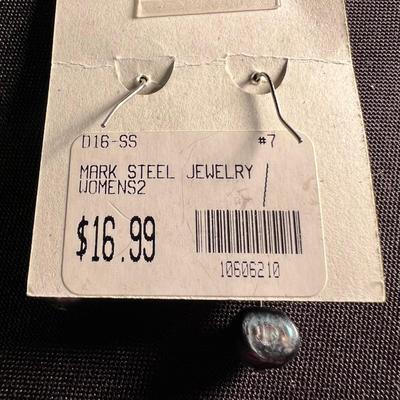 D16-SS #7
MARK STEEL JEWELRY
WOMENS2
$16.99
10606210